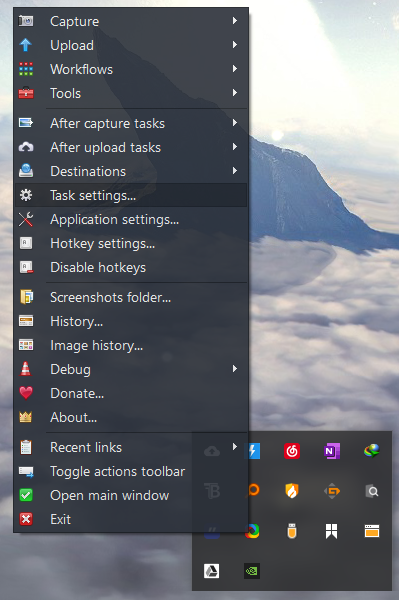 Capture
Upload
Workflows
Tools
After capture tasks
After upload tasks
Destinations
Task settings...
Application settings...
Hotkey settings...
Disable hotkeys
Screenshots folder...
History...
Image history...
Debug
Donate...
About...
Recent links
Toggle actions toolbar
Open main window
Exit